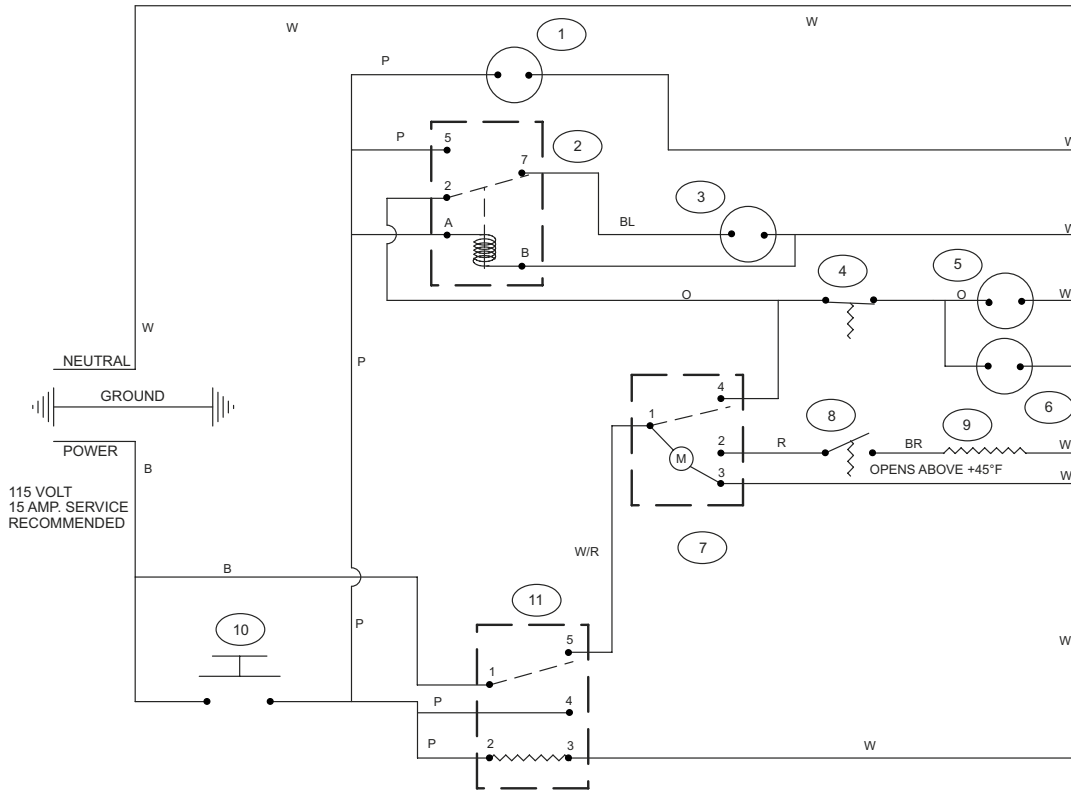 W
W
1
P
P
5
2
7
W
2
3
A
BL
W
B
4
5
O
O
W
W
NEUTRAL
P
GROUND
4
6
1
8
9
POWER
2
R
BR
W
M
B
OPENS ABOVE +45°F
3
W
115 VOLT
15 AMP. SERVICE
RECOMMENDED
7
W/R
B
11
10
P
5
W
1
P
4
P
2
3
W